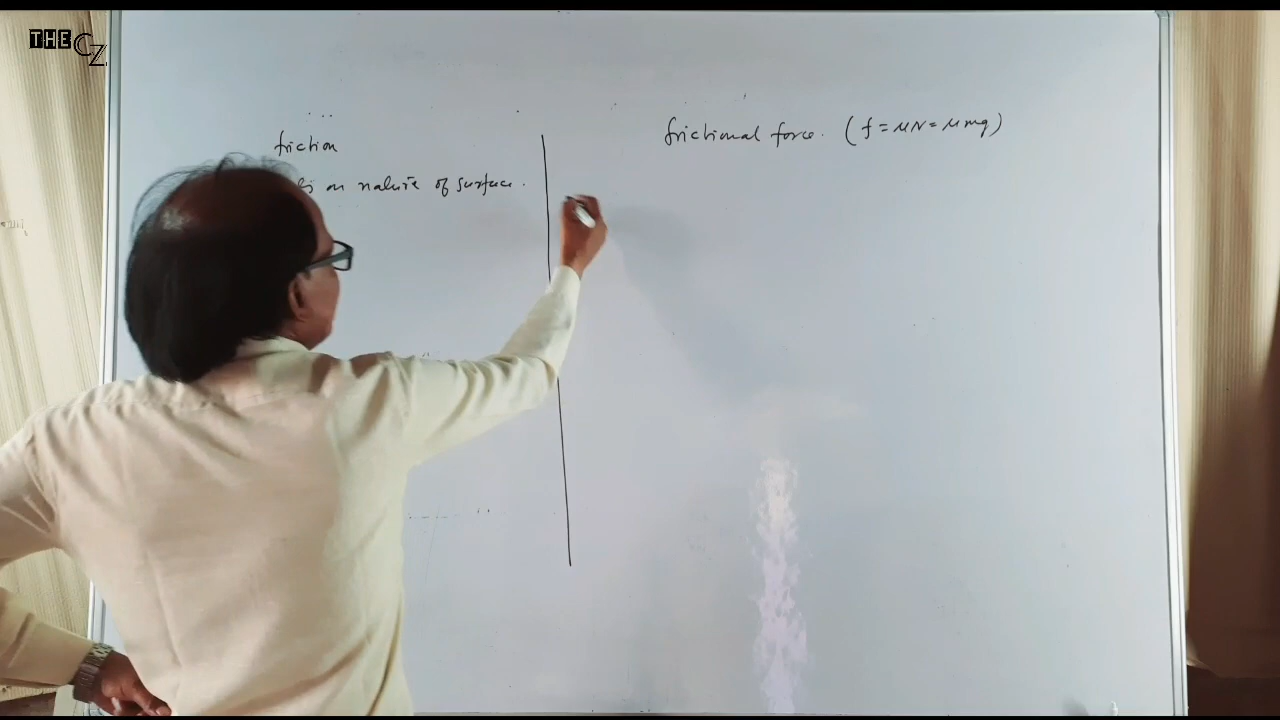 THE CZ
friction
on nature of surface.
frictional force. (f = μN = μmg)